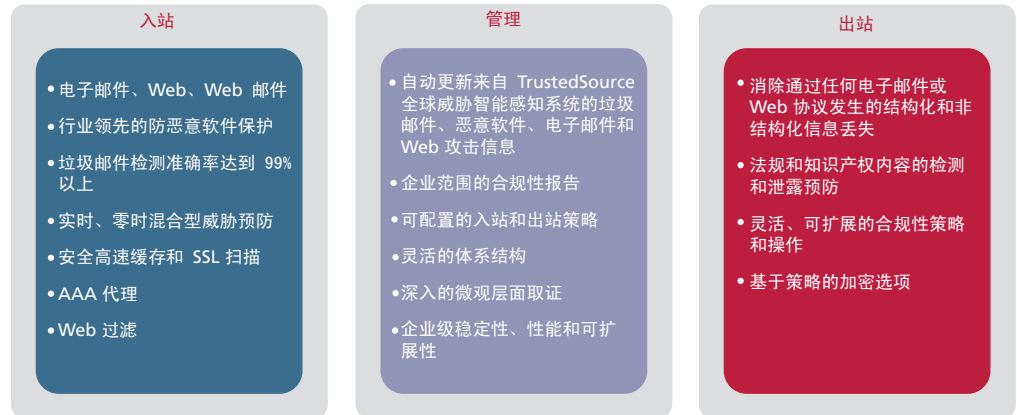 入站
• 电子邮件、Web、Web 邮件
• 行业领先的防恶意软件保护
• 垃圾邮件检测准确率达到 99%
以上
• 实时、零时混合型威胁预防
• 安全高速缓存和 SSL 扫描
• AAA 代理
• Web 过滤
管理
• 自动更新来自 TrustedSource
全球威胁智能感知系统的垃圾
邮件、恶意软件、电子邮件和
Web 攻击信息
• 企业范围的合规性报告
• 可配置的入站和出站策略
• 灵活的体系结构
• 深入的微观层面取证
• 企业级稳定性、性能和可扩
展性
出站
• 消除通过任何电子邮件或
Web 协议发生的结构化和非
结构化信息丢失
• 法规和知识产权内容的检测
和泄露预防
• 灵活、可扩展的合规性策略
和操作
• 基于策略的加密选项